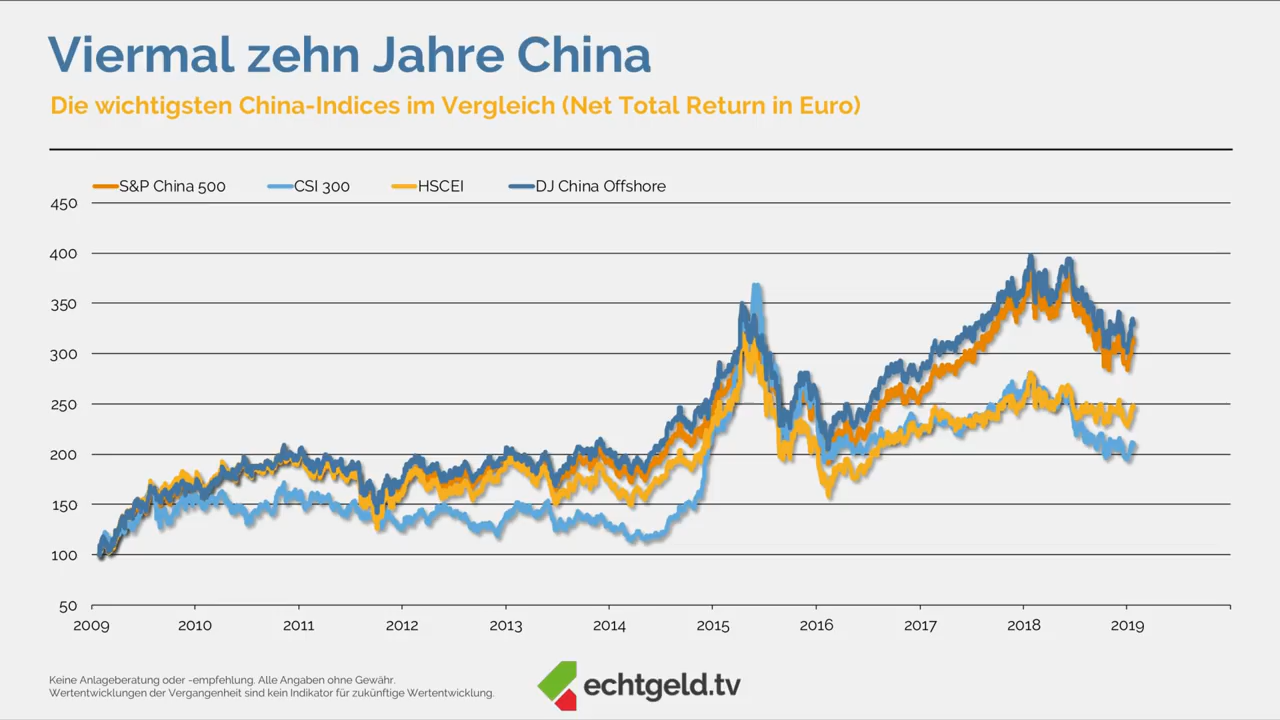 Viermal zehn Jahre China
Die wichtigsten China-Indices im Vergleich (Net Total Return in Euro)
S&P China 500 CSI 300 HSCEI DJ China Offshore
450
400
350
300
250
200
150
100
50
2009 2010 2011 2012 2013 2014 2015 2016 2017 2018 2019
Keine Anlageberatung oder -empfehlung. Alle Angaben ohne Gewähr.
Wertentwicklungen der Vergangenheit sind kein Indikator für zukünftige Wertentwicklung.
echtgeld.tv